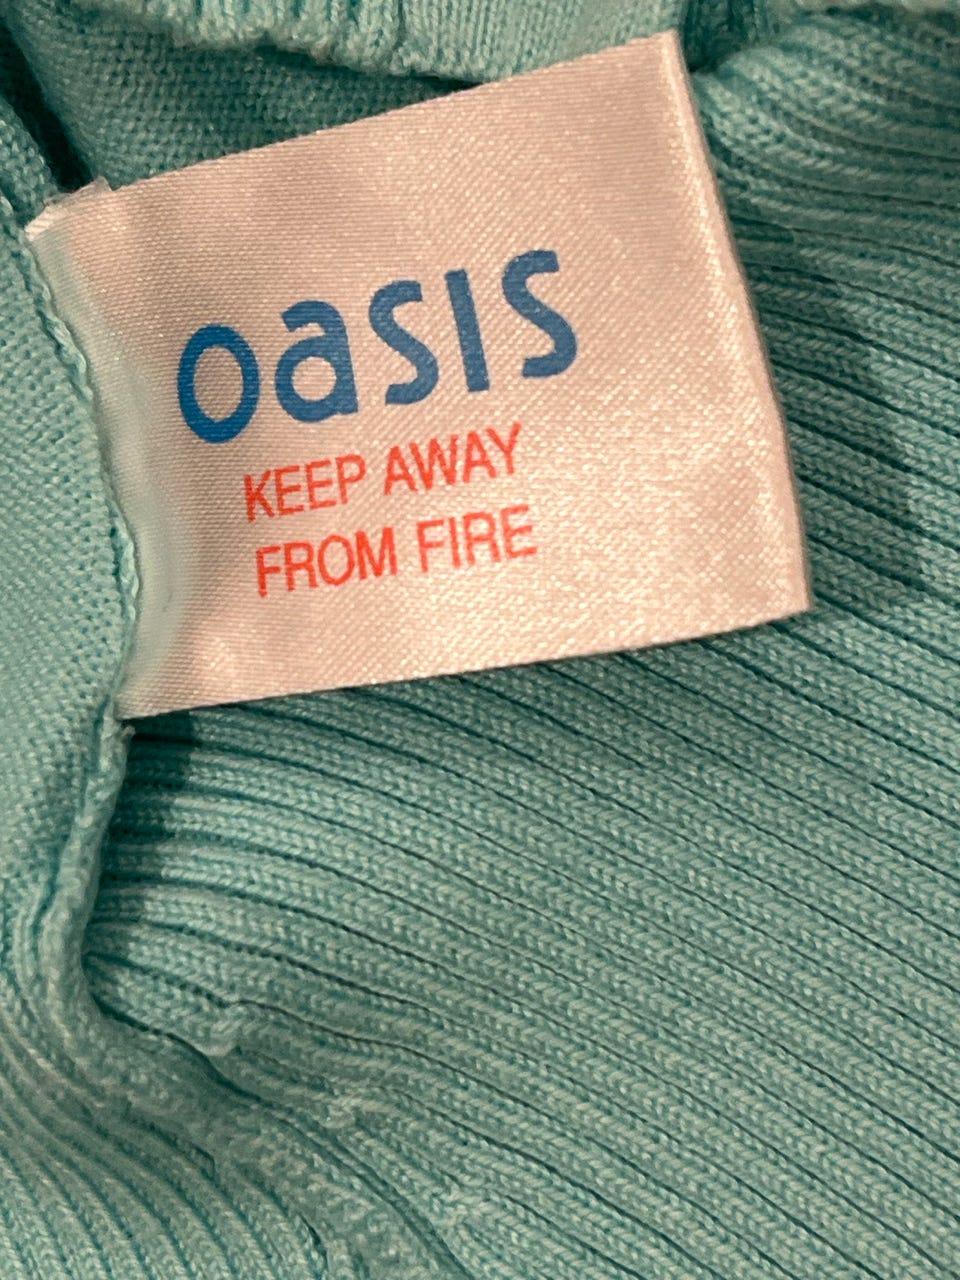 oasis
KEEP AWAY
FROM FIRE